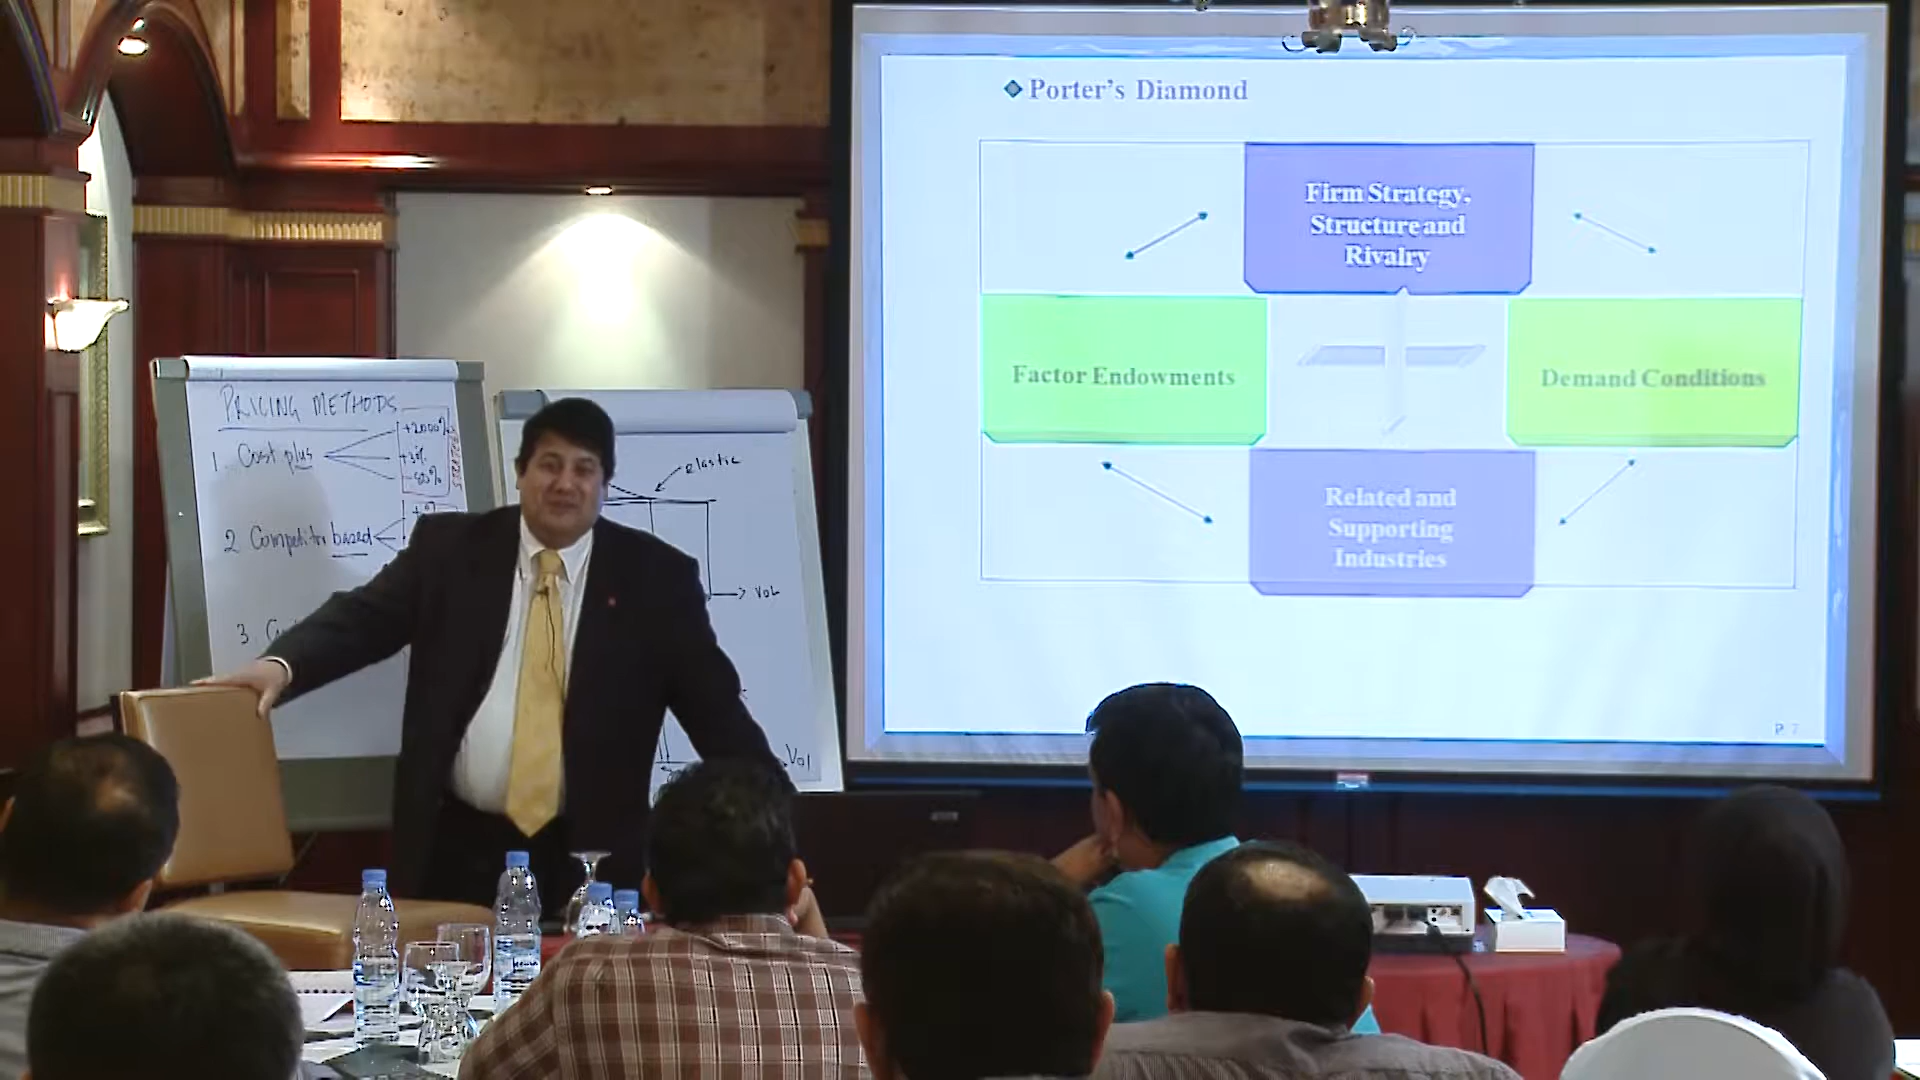 Porter's Diamond
Firm Strategy,
Structure and
Rivalry
Factor Endowments
Demand Conditions
Related and
Supporting
Industries
P. 7
PRICING METHODS
1. Cost plus
+2000%
+3%
2 Competitor based
3.
elastic
VOL
Vol